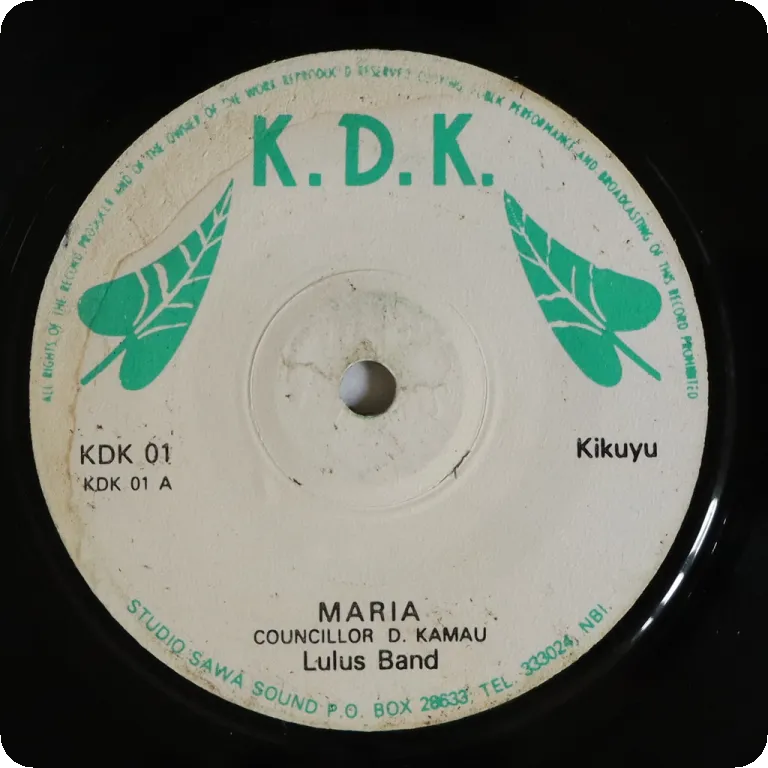 ALL RIGHTS OF THE RECORD PRODUCER AND OF THE OWNER OF THE WORK REPRODUCED RESERVED COPYING PUBLIC PERFORMANCE AND BROADCASTING OF THIS RECORD PROHIBITED
K.D.K.
KDK 01
KDK 01 A
Kikuyu
MARIA
COUNCILLOR D. KAMAU
Lulus Band
STUDIO SAWA SOUND P.O. BOX 28633, TEL. 333024, NBI.